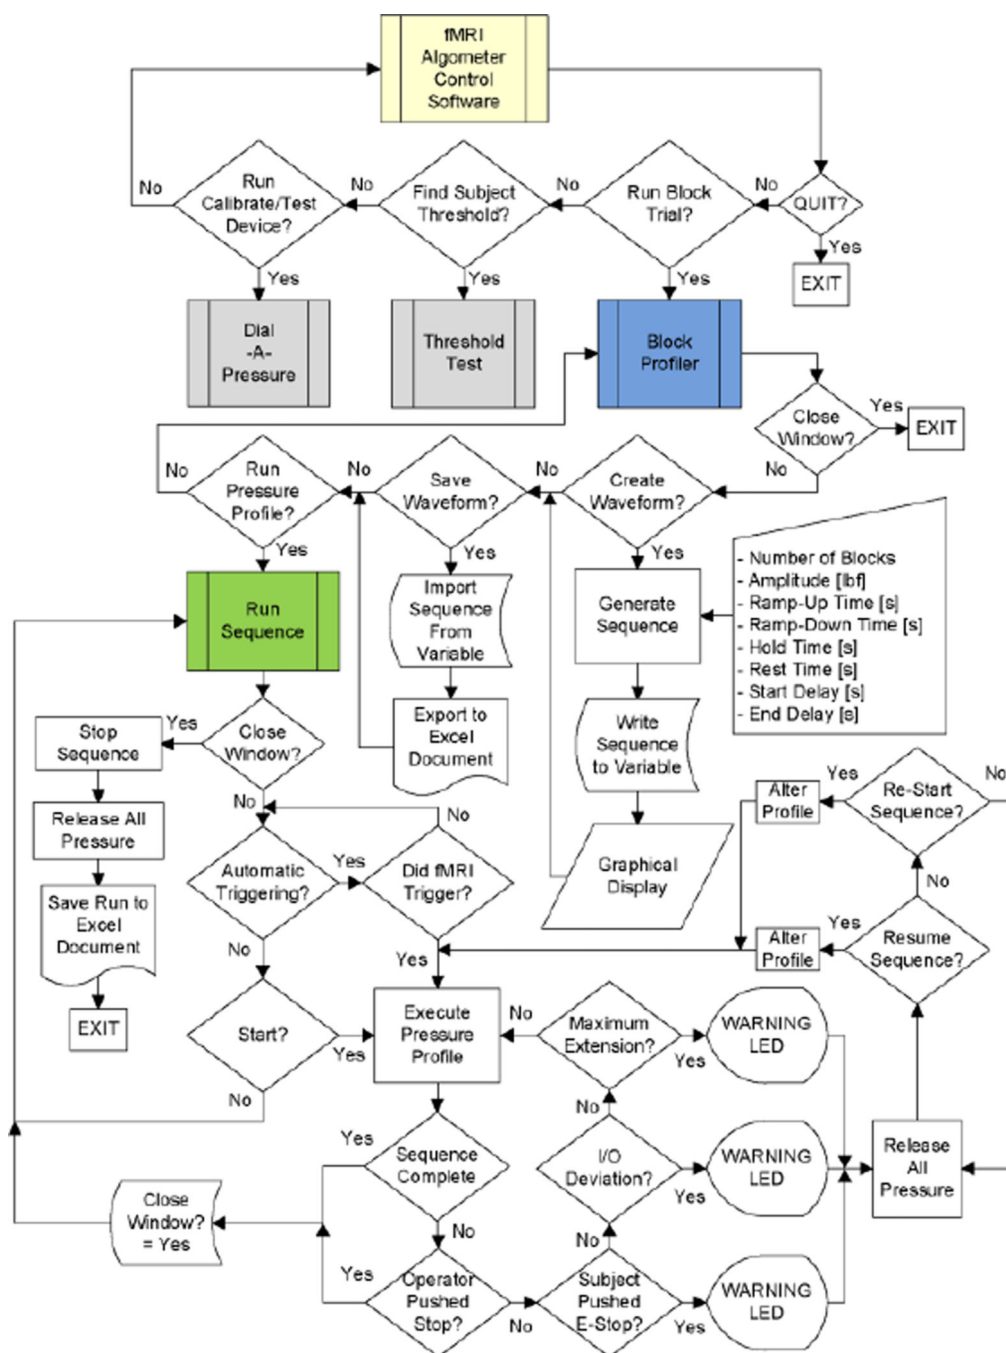 fMRI
Algometer
Control
Software
No
Run
Calibrate/Test
Device?
No
Find Subject
Threshold?
No
Run Block
Trial?
No
QUIT?
Yes
Yes
Yes
Yes
EXIT
Dial
-A-
Pressure
Threshold
Test
Block
Profiler
Close
Window?
Yes
EXIT
No
No
Run
Pressure
Profile?
No
Save
Waveform?
No
Create
Waveform?
Yes
Yes
Yes
Run
Sequence
Import
Sequence
From
Variable
Generate
Sequence
- Number of Blocks
- Amplitude [lbf]
- Ramp-Up Time [s]
- Ramp-Down Time [s]
- Hold Time [s]
- Rest Time [s]
- Start Delay [s]
- End Delay [s]
Stop
Sequence
Yes
Close
Window?
Export to
Excel
Document
Write
Sequence
to Variable
No
Release All
Pressure
No
Alter
Profile
Yes
Re-Start
Sequence?
No
Automatic
Triggering?
Yes
Did fMRI
Trigger?
Graphical
Display
No
Save Run to
Excel
Document
No
Yes
Alter
Profile
Yes
Resume
Sequence?
EXIT
Start?
Yes
Execute
Pressure
Profile
No
Maximum
Extension?
Yes
WARNING
LED
No
No
Yes
Sequence
Complete
I/O
Deviation?
Yes
WARNING
LED
Release
All
Pressure
Close
Window?
= Yes
No
No
Yes
Operator
Pushed
Stop?
No
Subject
Pushed
E-Stop?
Yes
WARNING
LED